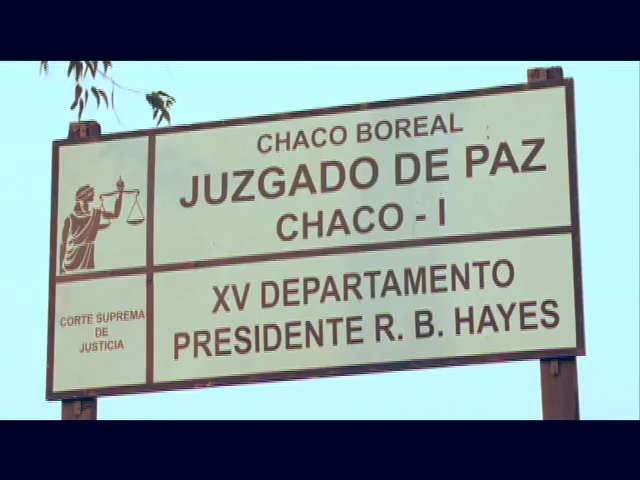 CHACO BOREAL
JUZGADO DE PAZ
CHACO - I
CORTE SUPREMA
DE
JUSTICIA
XV DEPARTAMENTO
PRESIDENTE R. B. HAYES